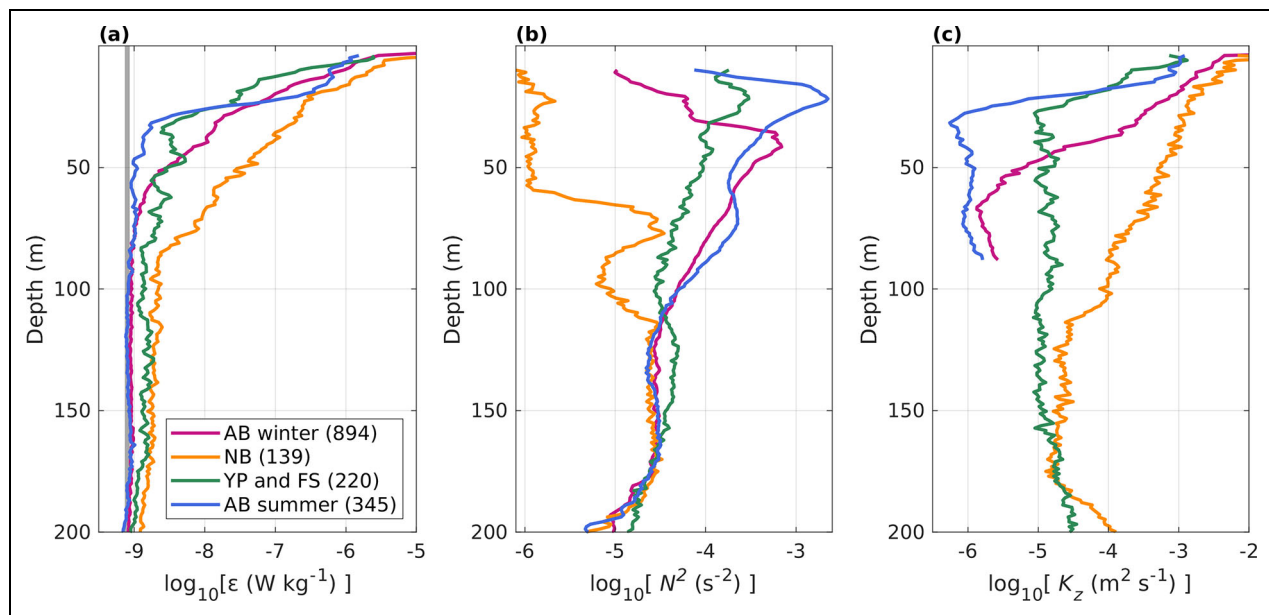 (a)
(b)
(c)
Depth (m)
50
100
150
200
-9
-8
-7
-6
-5
log10[ε (W kg-1) ]
AB winter (894)
NB (139)
YP and FS (220)
AB summer (345)
Depth (m)
50
100
150
200
-6
-5
-4
-3
log10[ N2 (s-2) ]
Depth (m)
50
100
150
200
-6
-5
-4
-3
-2
log10[ Kz (m2 s-1) ]